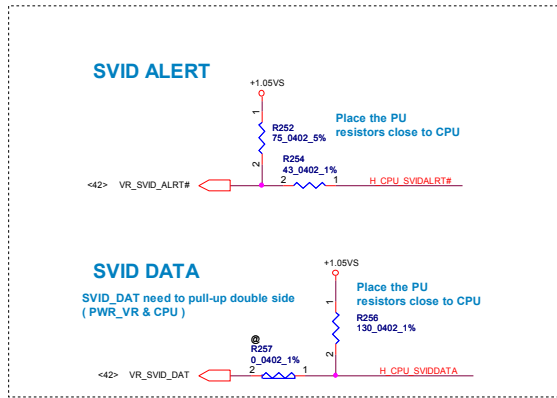 SVID ALERT
+1.05VS
1
R252
75_0402_5%
2
Place the PU
resistors close to CPU
R254
43_0402_1%
<42> VR_SVID_ALRT#
2 1
H_CPU_SVIDALRT#
SVID DATA
+1.05VS
SVID_DAT need to pull-up double side
( PWR_VR & CPU )
Place the PU
resistors close to CPU
1
R256
130_0402_1%
2
@
R257
0_0402_1%
<42> VR_SVID_DAT
2 1
H_CPU_SVIDDATA